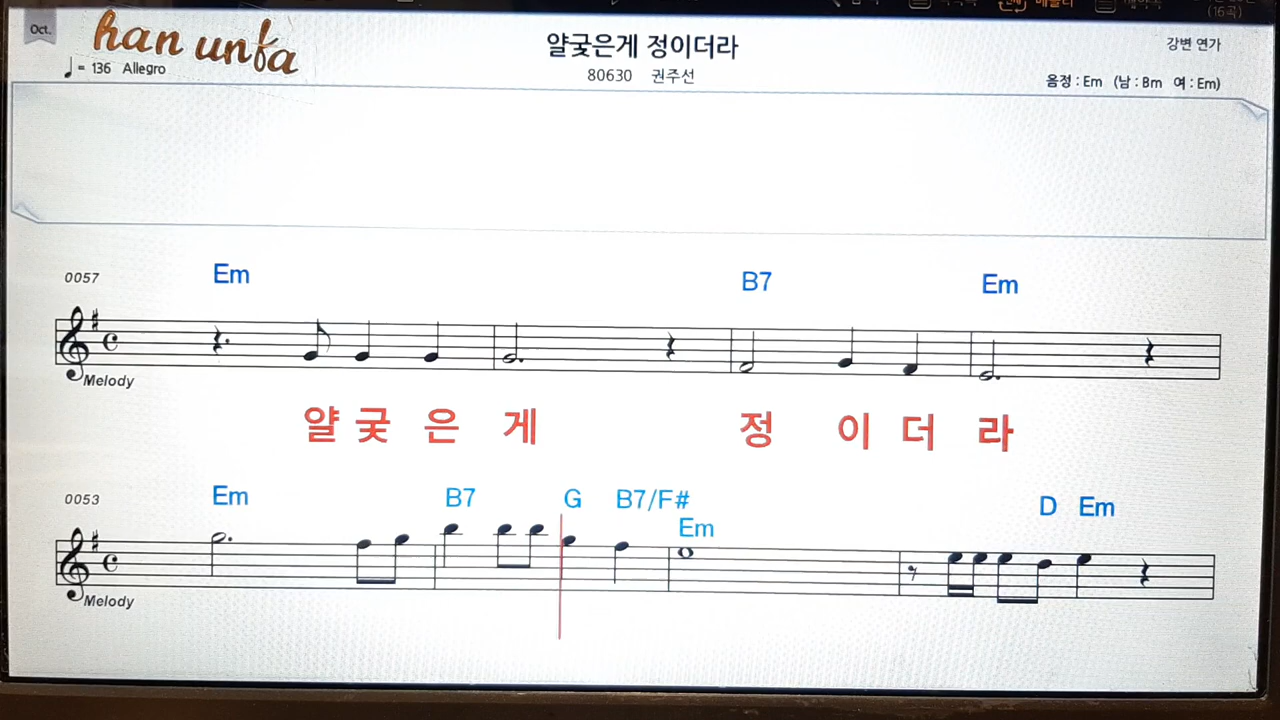 Oct.
han unfa
얄궂은게 정이더라
강변 연가
= 136 Allegro
80630 권주선
음정 : Em (남 : Bm 여 : Em)
(16곡)
0057
Em B7 Em
Melody
얄 궂 은 게 정 이 더 라
0053
Em B7 G B7/F# D Em
Em
Melody